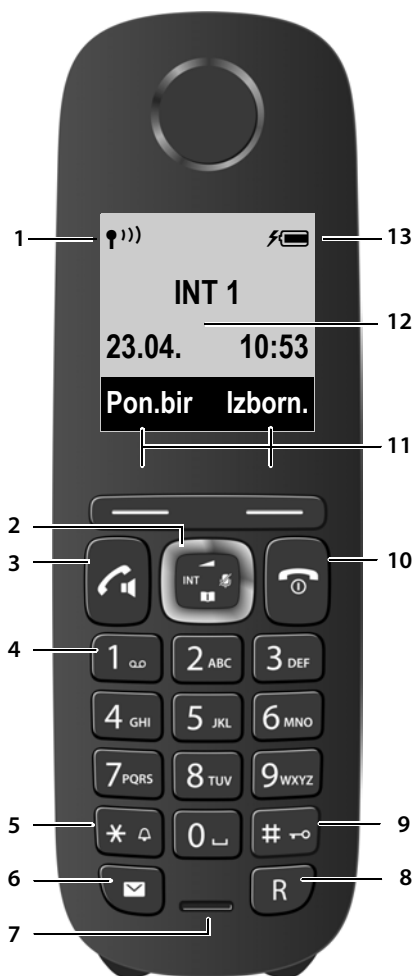 1
13
INT 1
12
23.04. 10:53
Pon.bir Izborn.
11
2
3
INT
10
4
1 2 ABC 3 DEF
4 GHI 5 JKL 6 MNO
7 PQRS 8 TUV 9 WXYZ
5
* 0 #
9
6
R
8
7